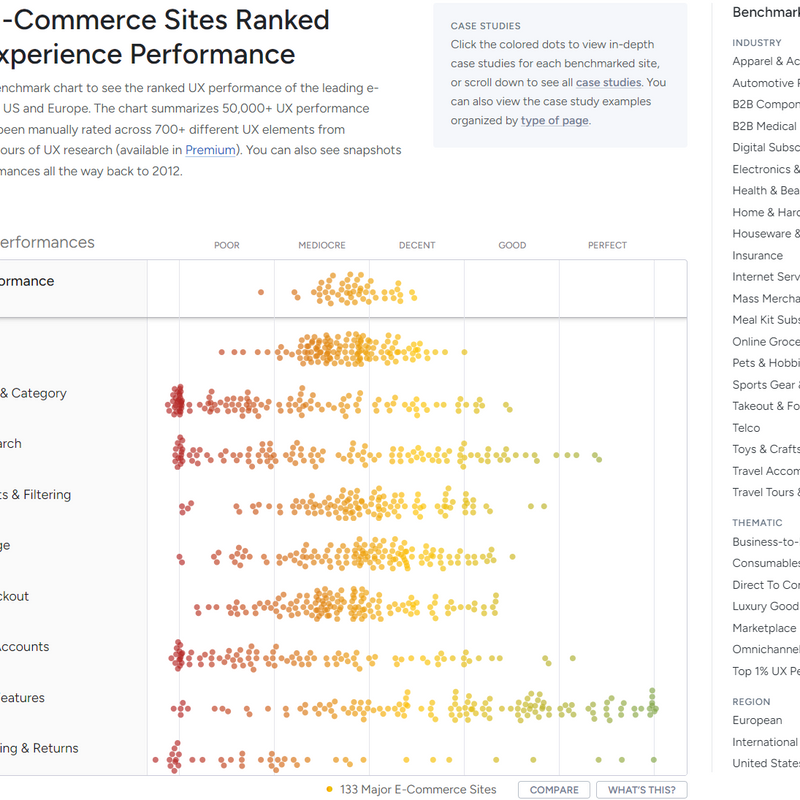 -Commerce Sites Ranked
xperience Performance
enchmark chart to see the ranked UX performance of the leading e-
US and Europe. The chart summarizes 50,000+ UX performance
been manually rated across 700+ different UX elements from
ours of UX research (available in Premium). You can also see snapshots
mances all the way back to 2012.
CASE STUDIES
Click the colored dots to view in-depth
case studies for each benchmarked site,
or scroll down to see all case studies. You
can also view the case study examples
organized by type of page.
erformances
POOR
MEDIOCRE
DECENT
GOOD
PERFECT
ormance
& Category
arch
ts & Filtering
ge
ckout
Accounts
eatures
ing & Returns
133 Major E-Commerce Sites
COMPARE
WHAT'S THIS?
Benchmark
INDUSTRY
Apparel & Ac
Automotive P
B2B Compon
B2B Medical
Digital Subsc
Electronics &
Health & Bea
Home & Hard
Houseware &
Insurance
Internet Serv
Mass Mercha
Meal Kit Subs
Online Groce
Pets & Hobbi
Sports Gear &
Takeout & Fo
Telco
Toys & Crafts
Travel Accom
Travel Tours &
THEMATIC
Business-to-
Consumables
Direct To Con
Luxury Good
Marketplace
Omnichannel
Top 1% UX Pe
REGION
European
International
United States